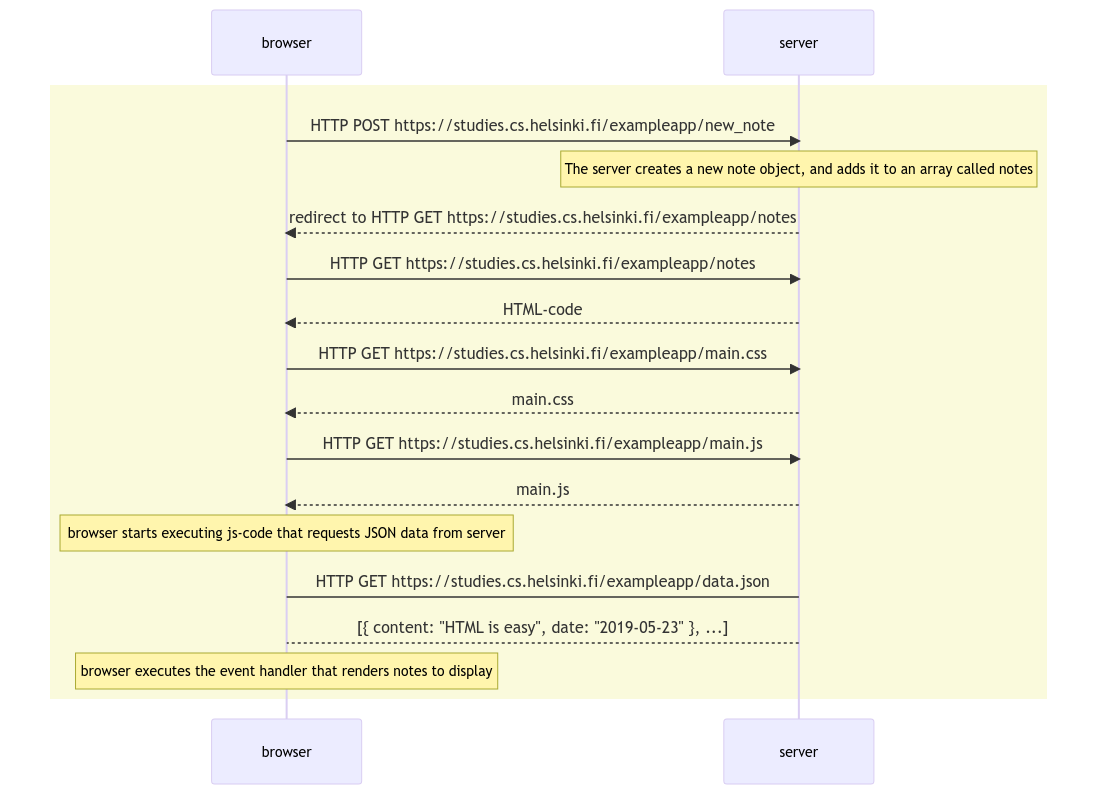 browser
server
HTTP POST https://studies.cs.helsinki.fi/exampleapp/new_note
The server creates a new note object, and adds it to an array called notes
redirect to HTTP GET https://studies.cs.helsinki.fi/exampleapp/notes
HTTP GET https://studies.cs.helsinki.fi/exampleapp/notes
HTML-code
HTTP GET https://studies.cs.helsinki.fi/exampleapp/main.css
main.css
HTTP GET https://studies.cs.helsinki.fi/exampleapp/main.js
main.js
browser starts executing js-code that requests JSON data from server
HTTP GET https://studies.cs.helsinki.fi/exampleapp/data.json
[{ content: "HTML is easy", date: "2019-05-23" }, ...]
browser executes the event handler that renders notes to display
browser
server